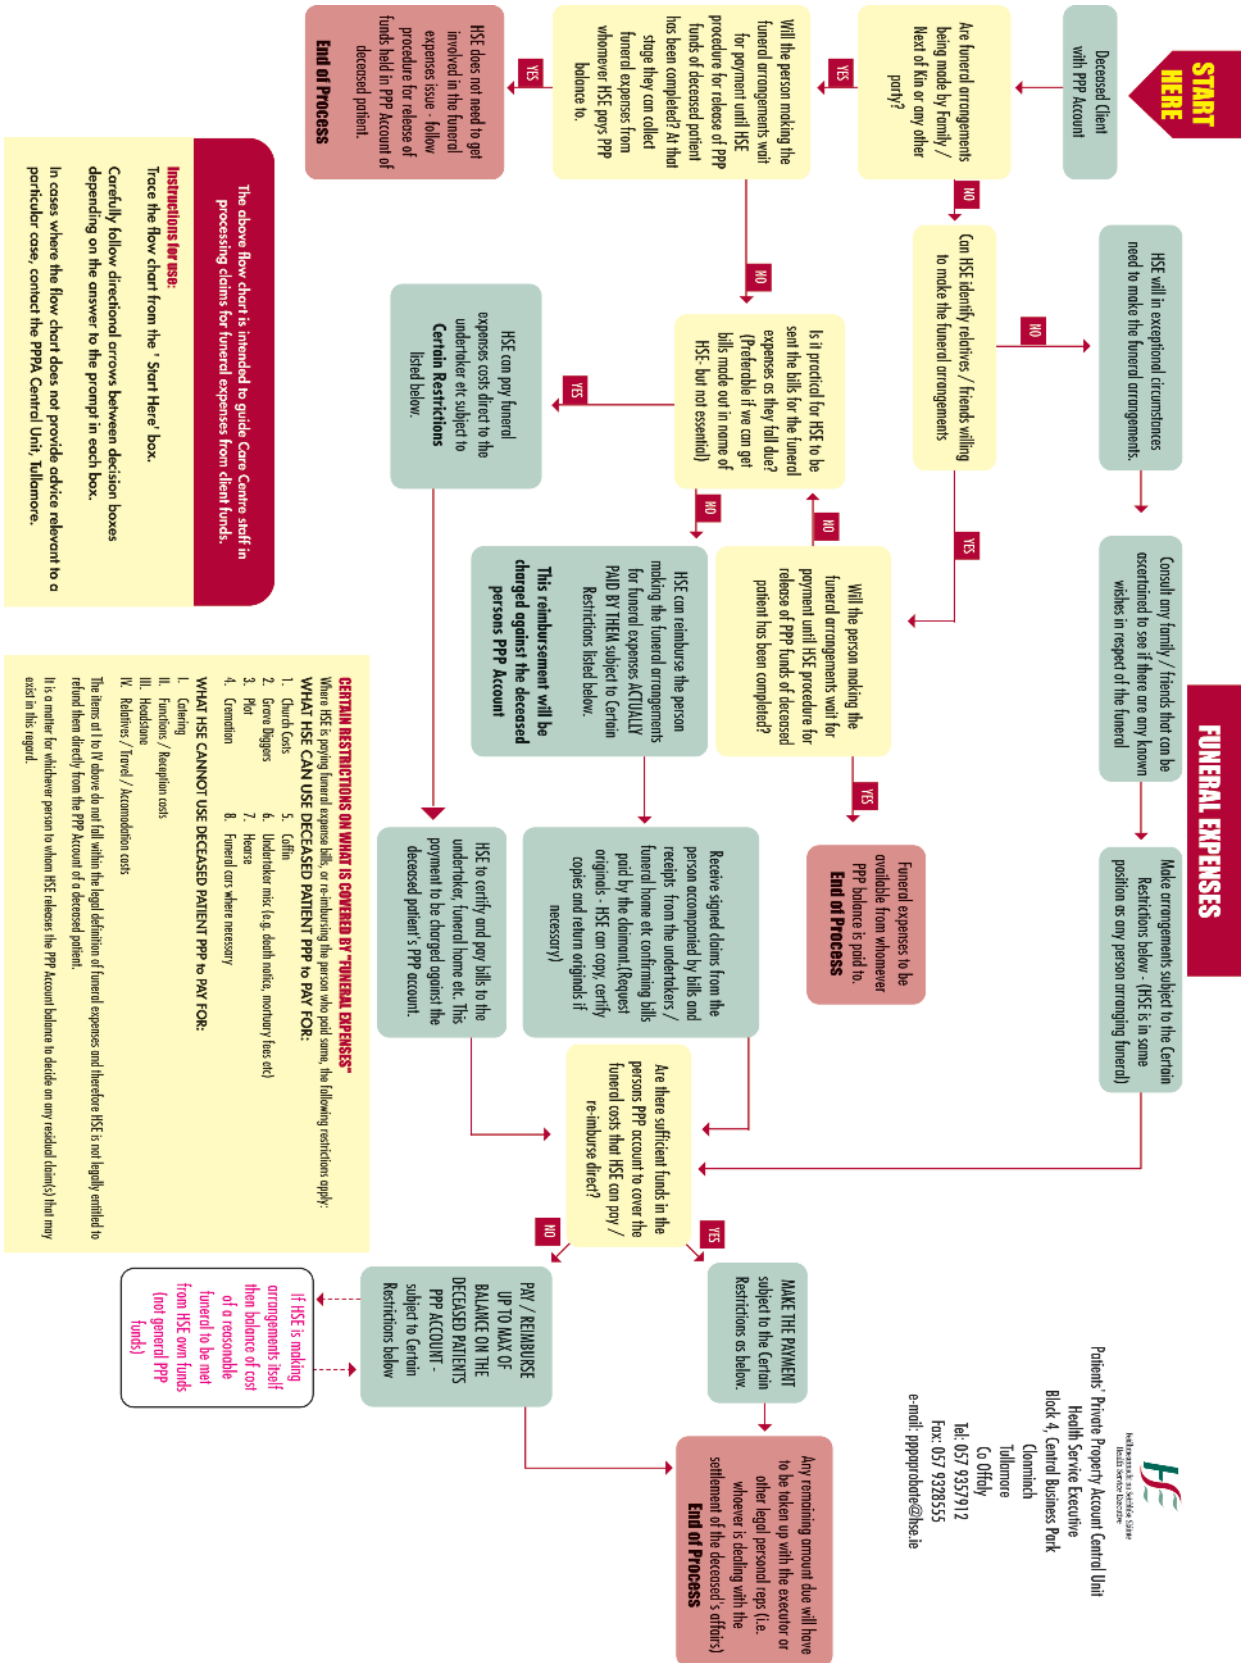 FUNERAL EXPENSES
START
HERE
Deceased Client
with PPP Account
Are funeral arrangements
being made by Family /
Next of Kin or any other
party?
YES
NO
Will the person making the
funeral arrangements wait
for payment until HSE
procedure for release of PPP
funds of deceased patient
has been completed? At that
stage they can collect
funeral expenses from
whomever HSE pays PPP
balance to.
YES
NO
HSE does not need to get
involved in the funeral
expenses issue - follow
procedure for release of
funds held in PPP Account of
deceased patient.
End of Process
Can HSE identify relatives / friends willing
to make the funeral arrangements
NO
YES
HSE will in exceptional circumstances
need to make the funeral arrangements.
Consult any family / friends that can be
ascertained to see if there are any known
wishes in respect of the funeral
Make arrangements subject to the Certain
Restrictions below - (HSE is in same
position as any person arranging funeral)
Is it practical for HSE to be
sent the bills for the funeral
expenses as they fall due?
(Preferable if we can get
bills made out in name of
HSE- but not essential)
YES
NO
Will the person making the
funeral arrangements wait for
payment until HSE procedure for
release of PPP funds of deceased
patient has been completed?
NO
YES
Funeral expenses to be
available from whomever
PPP balance is paid to.
End of Process
HSE can pay funeral
expenses costs direct to the
undertaker etc subject to
Certain Restrictions
listed below.
HSE can reimburse the person
making the funeral arrangements
for funeral expenses ACTUALLY
PAID BY THEM subject to Certain
Restrictions listed below.
This reimbursement will be
charged against the deceased
persons PPP Account
Receive signed claims from the
person accompanied by bills and
receipts from the undertakers /
funeral home etc confirming bills
paid by the claimant.(Request
originals - HSE can copy, certify
copies and return originals if
necessary)
HSE to certify and pay bills to the
undertaker, funeral home etc. This
payment to be charged against the
deceased patient's PPP account.
Are there sufficient funds in the
persons PPP account to cover the
funeral costs that HSE can pay /
re-imburse direct?
YES
NO
MAKE THE PAYMENT
subject to the Certain
Restrictions as below.
PAY / REIMBURSE
UP TO MAX OF
BALANCE ON THE
DECEASED PATIENTS
PPP ACCOUNT -
subject to Certain
Restrictions below
If HSE is making
arrangements itself
then balance of cost
of a reasonable
funeral to be met
from HSE own funds
(not general PPP
funds)
Any remaining amount due will have
to be taken up with the executor or
other legal personal reps (i.e.
whoever is dealing with the
settlement of the deceased's affairs)
End of Process
HSE
Feidhmeannacht na Seirbhíse Sláinte
Health Service Executive
Patients' Private Property Account Central Unit
Health Service Executive
Block 4, Central Business Park
Clonminch
Tullamore
Co Offaly
Tel: 057 9357912
Fax: 057 9328555
e-mail: pppaprobate@hse.ie
The above flow chart is intended to guide Care Centre staff in
processing claims for funeral expenses from client funds.
Instructions for use:
Trace the flow chart from the ' Start Here' box.
Carefully follow directional arrows between decision boxes
depending on the answer to the prompt in each box.
In cases where the flow chart does not provide advice relevant to a
particular case, contact the PPPA Central Unit, Tullamore.
CERTAIN RESTRICTIONS ON WHAT IS COVERED BY "FUNERAL EXPENSES"
Where HSE is paying funeral expense bills, or re-imbursing the person who paid same, the following restrictions apply:
WHAT HSE CAN USE DECEASED PATIENT PPP to PAY FOR:
1. Church Costs 5. Coffin
2. Grave Diggers 6. Undertaker misc (e.g. death notice, mortuary fees etc)
3. Plot 7. Hearse
4. Cremation 8. Funeral cars where necessary
WHAT HSE CANNOT USE DECEASED PATIENT PPP to PAY FOR:
I. Catering
II. Functions / Reception costs
III. Headstone
IV. Relatives / Travel / Accomodation costs
The items at I to IV above do not fall within the legal definition of funeral expenses and therefore HSE is not legally entitled to
refund them directly from the PPP Account of a deceased patient.
It is a matter for whichever person to whom HSE releases the PPP Account balance to decide on any residual claim(s) that may
exist in this regard.